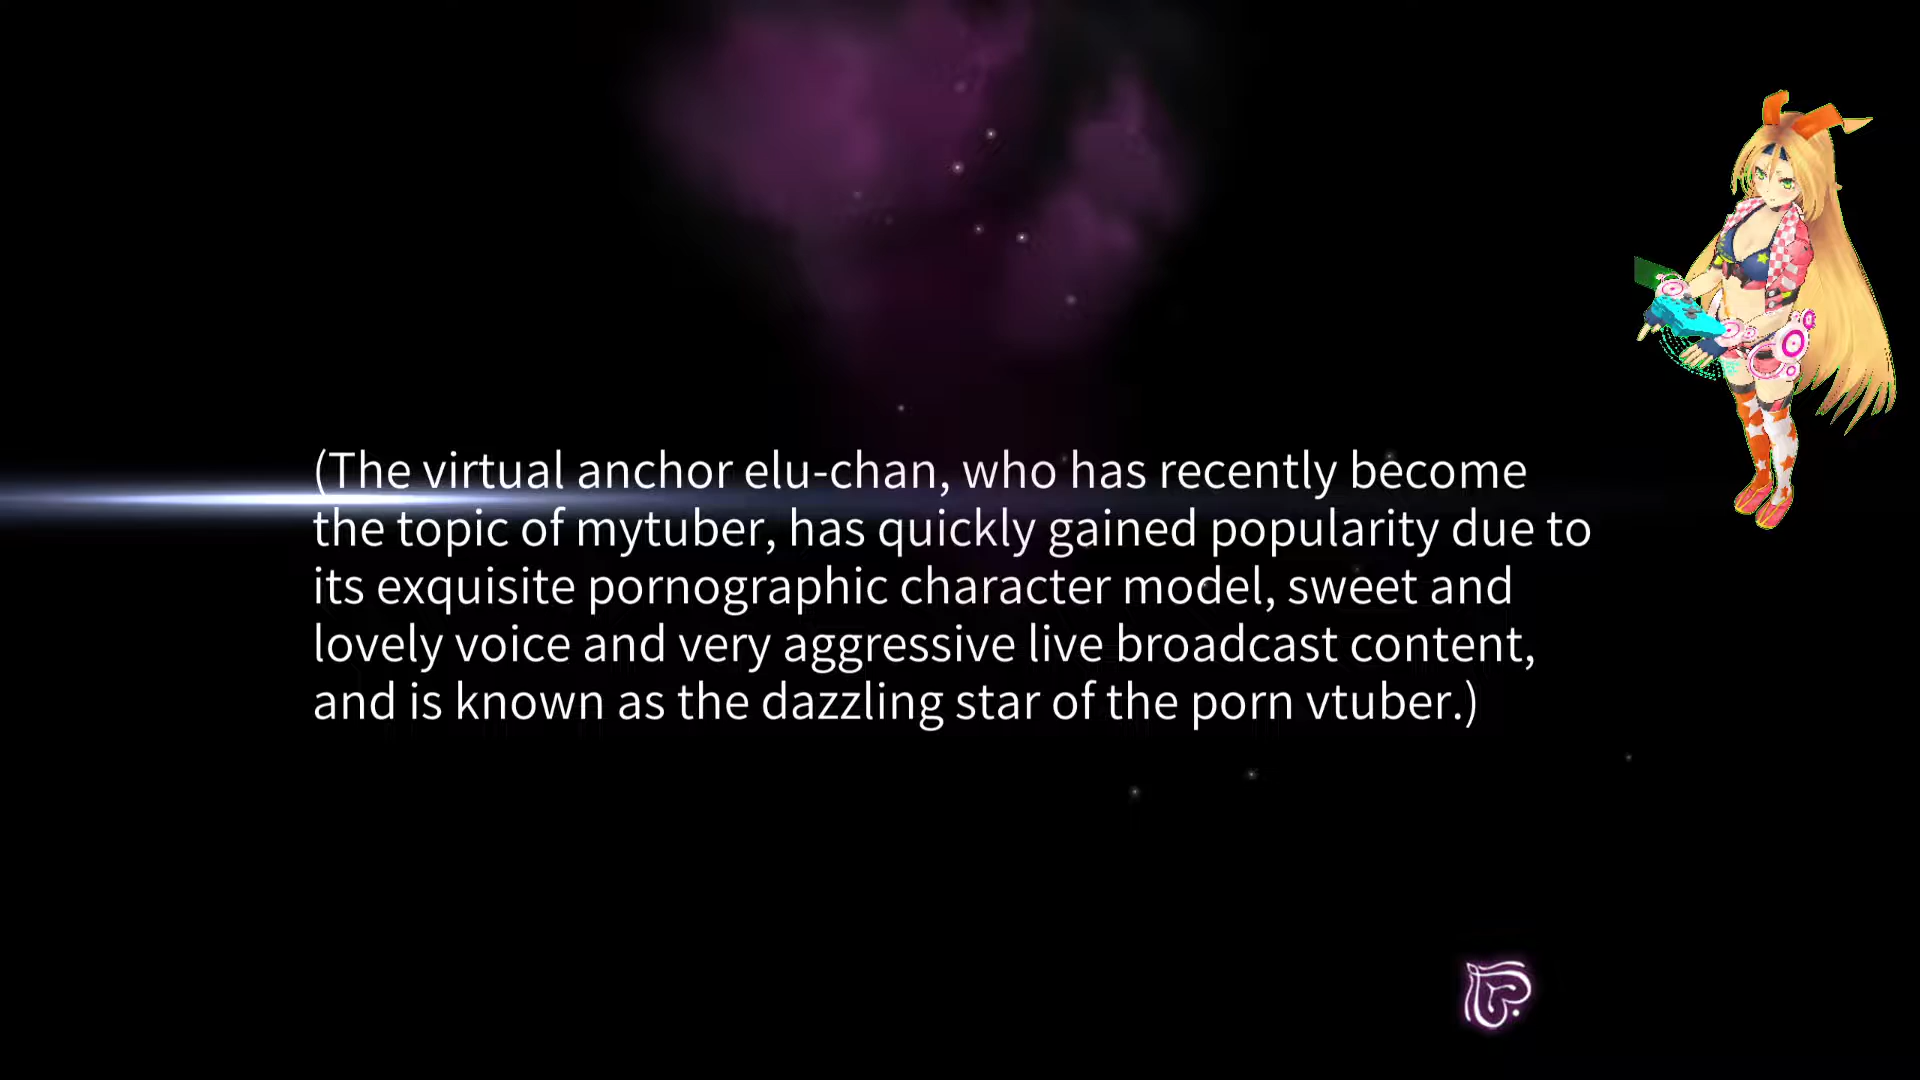 (The virtual anchor elu-chan, who has recently become
the topic of mytuber, has quickly gained popularity due to
its exquisite pornographic character model, sweet and
lovely voice and very aggressive live broadcast content,
and is known as the dazzling star of the porn vtuber.)